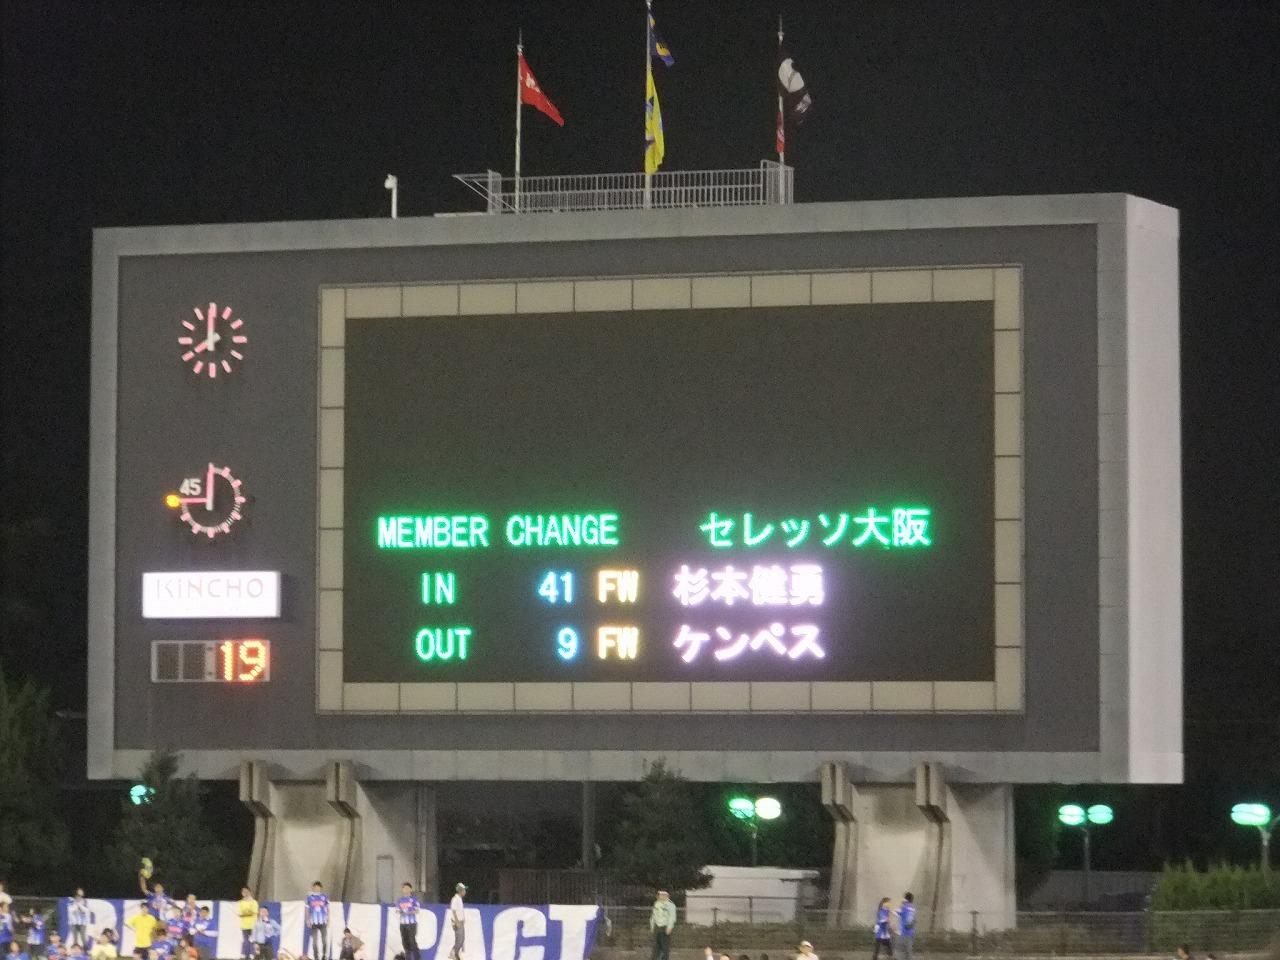 45
KINCHO
19
MEMBER CHANGE セレッソ大阪
IN 41 FW 杉本健勇
OUT 9 FW ケンペス
IMPACT